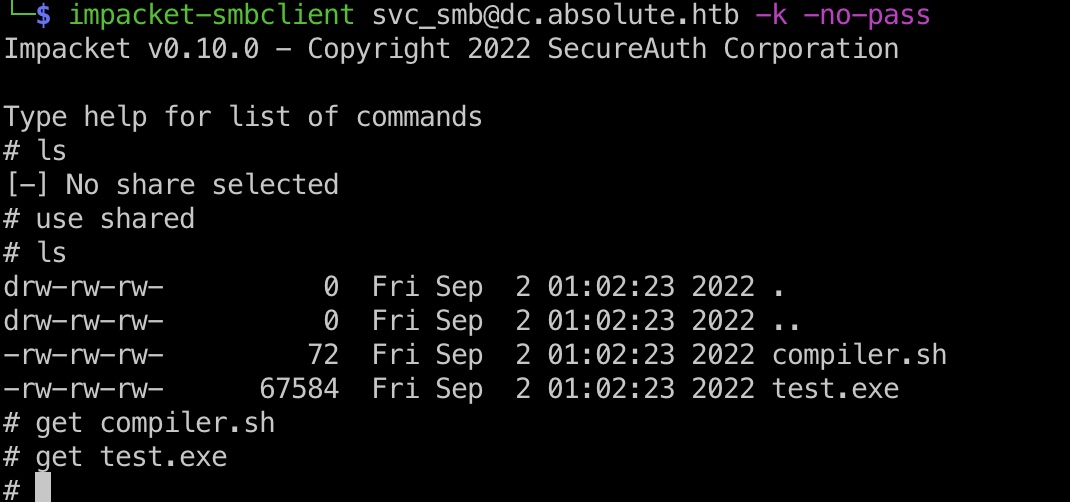 └─$ impacket-smbclient svc_smb@dc.absolute.htb -k -no-pass
Impacket v0.10.0 - Copyright 2022 SecureAuth Corporation

Type help for list of commands
# ls
[-] No share selected
# use shared
# ls
drw-rw-rw-          0  Fri Sep  2 01:02:23 2022 .
drw-rw-rw-          0  Fri Sep  2 01:02:23 2022 ..
-rw-rw-rw-         72  Fri Sep  2 01:02:23 2022 compiler.sh
-rw-rw-rw-      67584  Fri Sep  2 01:02:23 2022 test.exe
# get compiler.sh
# get test.exe
#